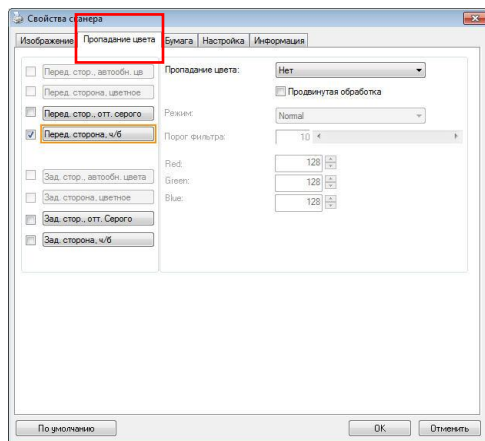 Свойства сканера
Изображение Пропадание цвета Бумага Настройка Информация
Перед. стор., автообн. цв
Перед. сторона, цветное
Перед. стор., отт. серого
Перед. сторона, ч/б
Зад. стор., автообн. цвета
Зад. сторона, цветное
Зад. стор., отт. Серого
Зад. сторона, ч/б
Пропадание цвета: Нет
Продвинутая обработка
Режим: Normal
Порог фильтра: 10
Red: 128
Green: 128
Blue: 128
По умолчанию OK Отменить